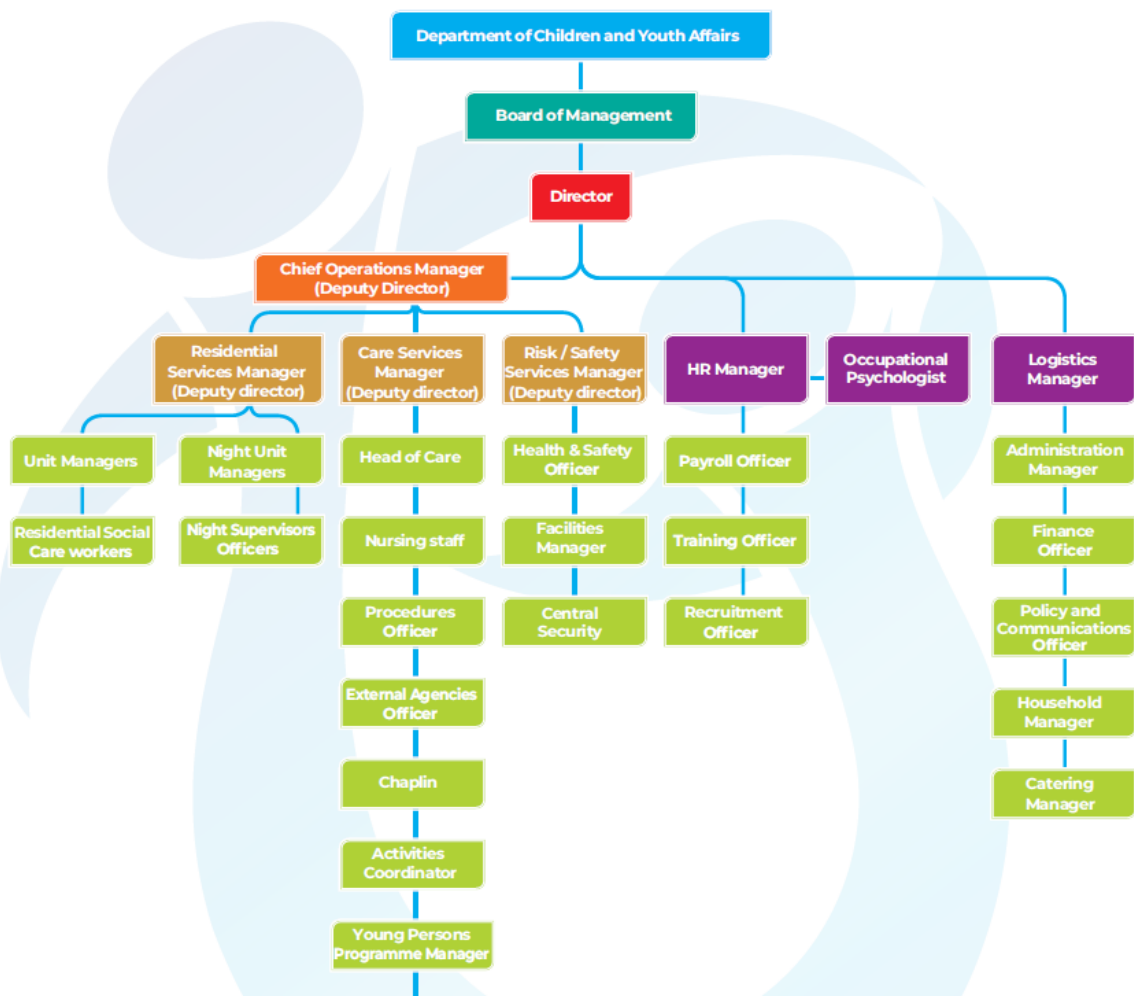 Department of Children and Youth Affairs
Board of Management
Director
Chief Operations Manager
(Deputy Director)
Residential
Services Manager
(Deputy director)
Care Services
Manager
(Deputy director)
Risk / Safety
Services Manager
(Deputy director)
HR Manager
Occupational
Psychologist
Logistics
Manager
Unit Managers
Night Unit
Managers
Head of Care
Health & Safety
Officer
Payroll Officer
Administration
Manager
Residential Social
Care workers
Night Supervisors
Officers
Nursing staff
Facilities
Manager
Training Officer
Finance
Officer
Procedures
Officer
Central
Security
Recruitment
Officer
Policy and
Communications
Officer
External Agencies
Officer
Household
Manager
Chaplin
Catering
Manager
Activities
Coordinator
Young Persons
Programme Manager